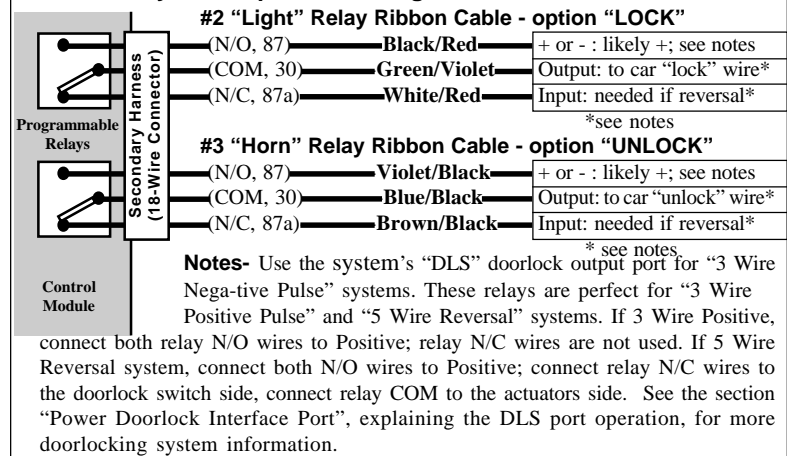 #2 “Light” Relay Ribbon Cable - option “LOCK”
(N/O, 87) Black/Red + or - : likely +; see notes
(COM, 30) Green/Violet Output: to car “lock” wire*
(N/C, 87a) White/Red Input: needed if reversal*
*see notes
Programmable
Relays
Secondary Harness
(18-Wire Connector)
#3 “Horn” Relay Ribbon Cable - option “UNLOCK”
(N/O, 87) Violet/Black + or - : likely +; see notes
(COM, 30) Blue/Black Output: to car “unlock” wire*
(N/C, 87a) Brown/Black Input: needed if reversal*
* see notes
Control
Module
Notes- Use the system’s “DLS” doorlock output port for “3 Wire
Nega-tive Pulse” systems. These relays are perfect for “3 Wire
Positive Pulse” and “5 Wire Reversal” systems. If 3 Wire Positive,
connect both relay N/O wires to Positive; relay N/C wires are not used. If 5 Wire
Reversal system, connect both N/O wires to Positive; connect relay N/C wires to
the doorlock switch side, connect relay COM to the actuators side. See the section
“Power Doorlock Interface Port”, explaining the DLS port operation, for more
doorlocking system information.